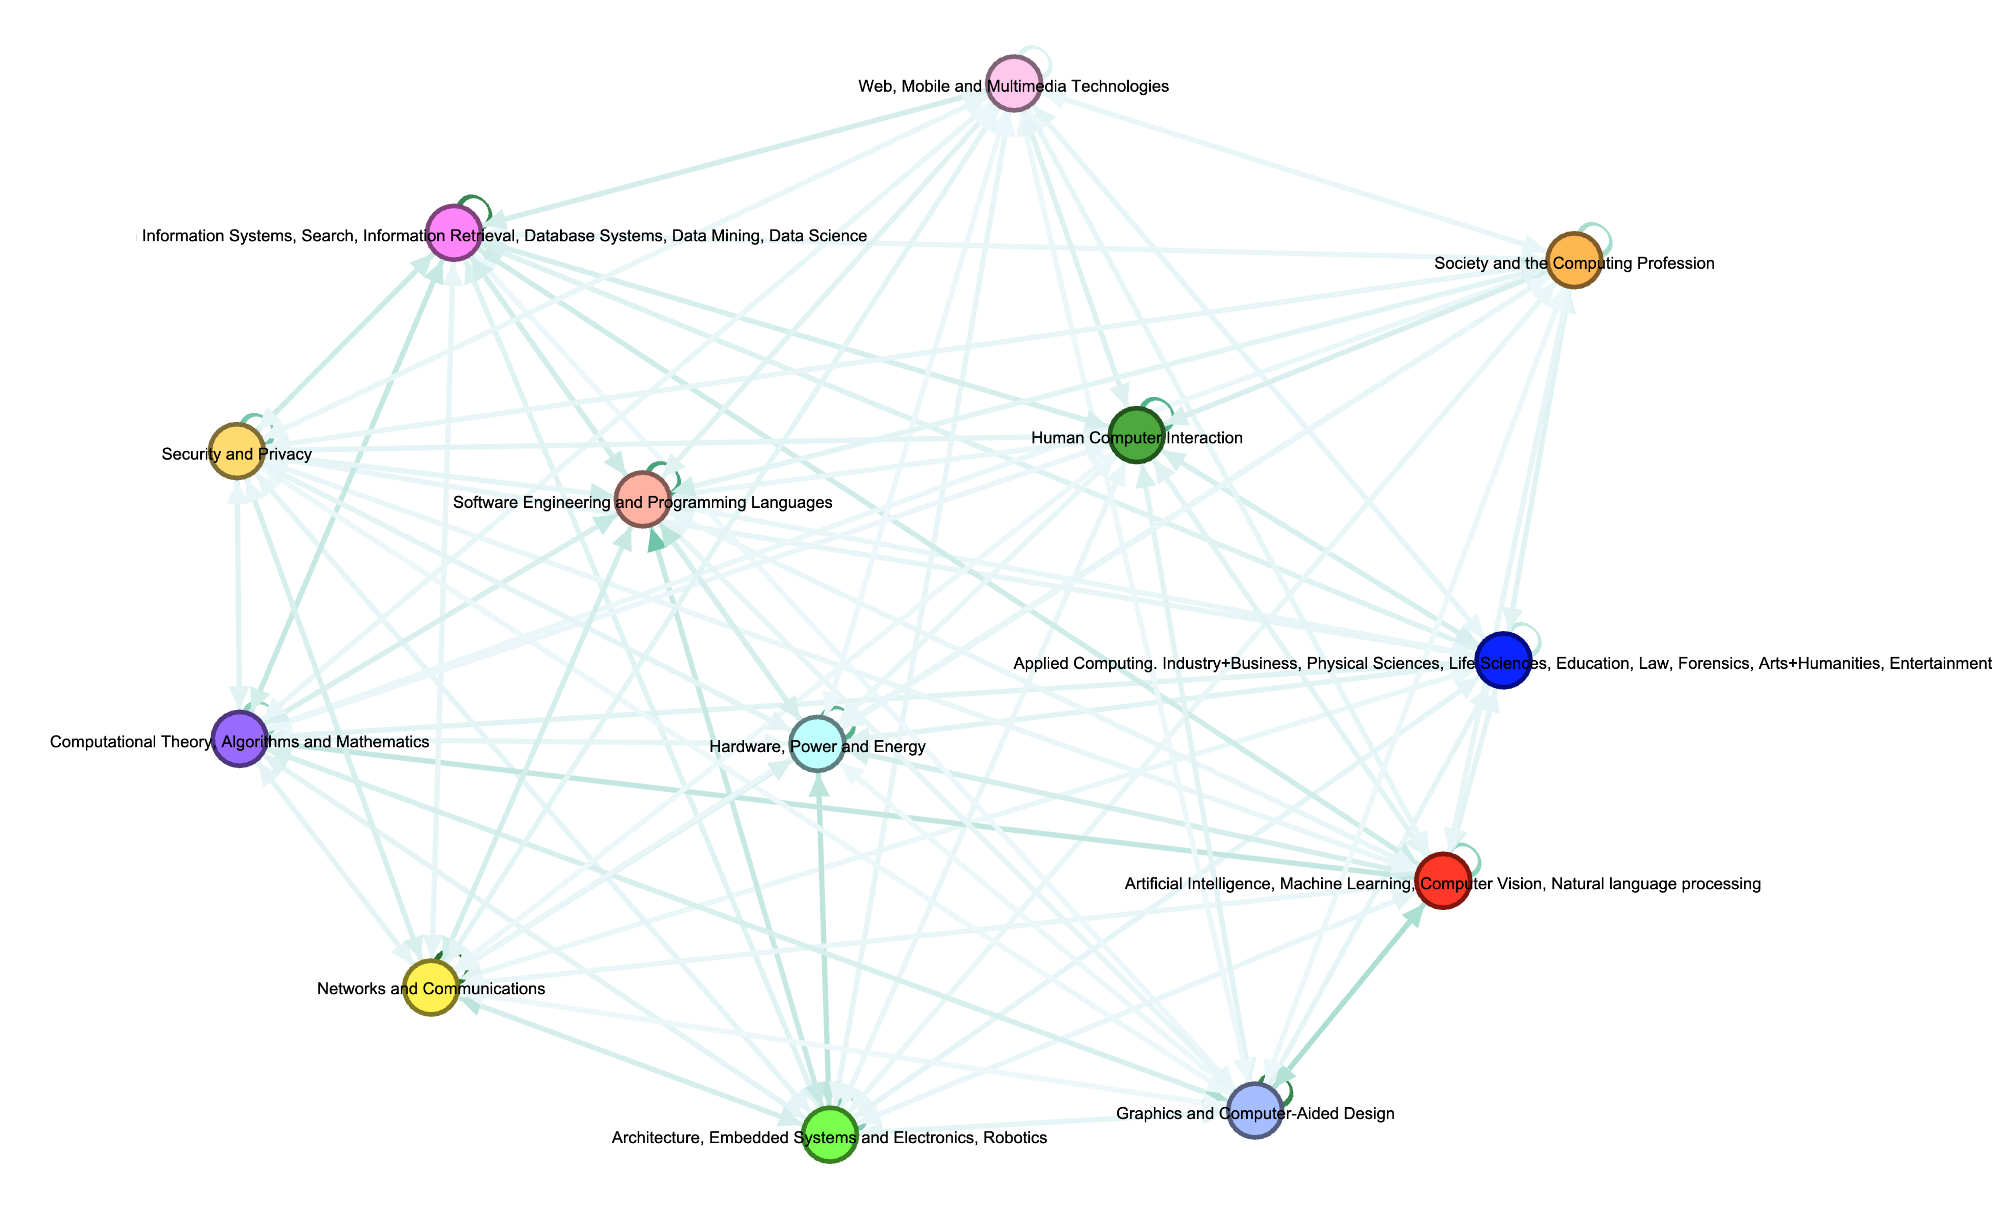 Web, Mobile and Multimedia Technologies
Information Systems, Search, Information Retrieval, Database Systems, Data Mining, Data Science
Society and the Computing Profession
Human Computer Interaction
Security and Privacy
Software Engineering and Programming Languages
Applied Computing. Industry+Business, Physical Sciences, Life Sciences, Education, Law, Forensics, Arts+Humanities, Entertainment
Computational Theory, Algorithms and Mathematics
Hardware, Power and Energy
Artificial Intelligence, Machine Learning, Computer Vision, Natural language processing
Networks and Communications
Graphics and Computer-Aided Design
Architecture, Embedded Systems and Electronics, Robotics